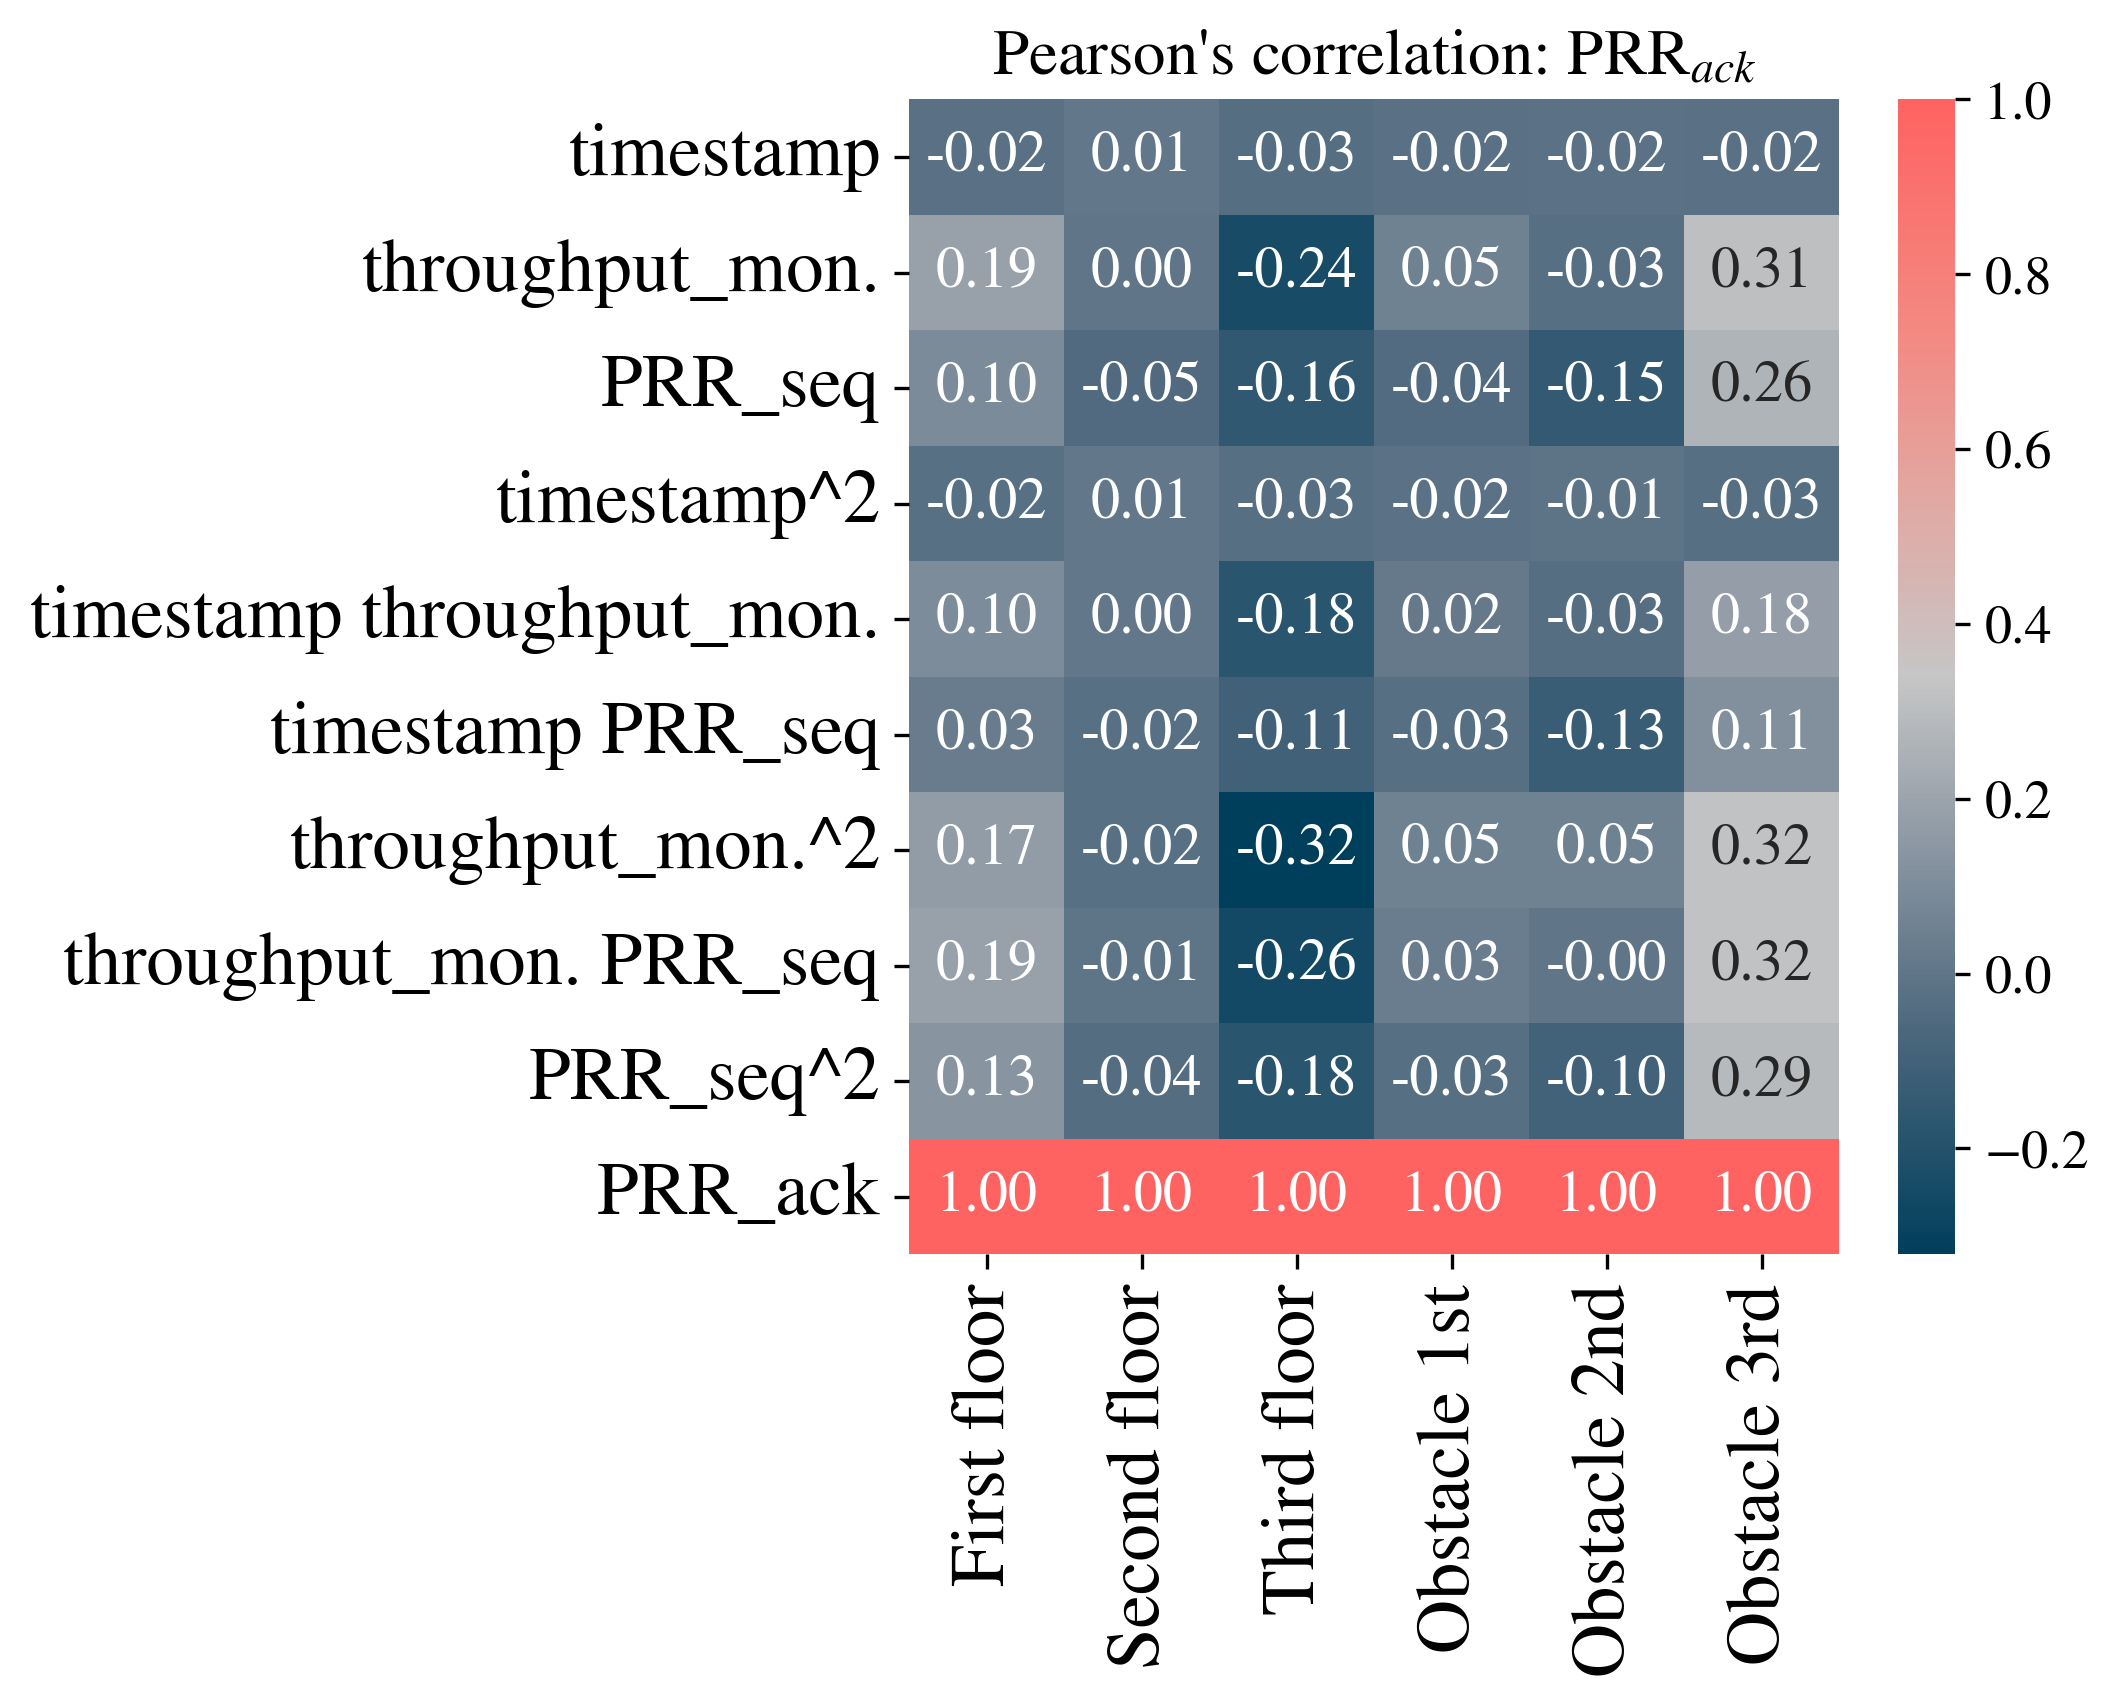 Pearson's correlation: PRR_ack
timestamp -0.02 0.01 -0.03 -0.02 -0.02 -0.02
throughput_mon. 0.19 0.00 -0.24 0.05 -0.03 0.31
PRR_seq 0.10 -0.05 -0.16 -0.04 -0.15 0.26
timestamp^2 -0.02 0.01 -0.03 -0.02 -0.01 -0.03
timestamp throughput_mon. 0.10 0.00 -0.18 0.02 -0.03 0.18
timestamp PRR_seq 0.03 -0.02 -0.11 -0.03 -0.13 0.11
throughput_mon.^2 0.17 -0.02 -0.32 0.05 0.05 0.32
throughput_mon. PRR_seq 0.19 -0.01 -0.26 0.03 -0.00 0.32
PRR_seq^2 0.13 -0.04 -0.18 -0.03 -0.10 0.29
PRR_ack 1.00 1.00 1.00 1.00 1.00 1.00
First floor
Second floor
Third floor
Obstacle 1st
Obstacle 2nd
Obstacle 3rd
1.0
0.8
0.6
0.4
0.2
0.0
−0.2